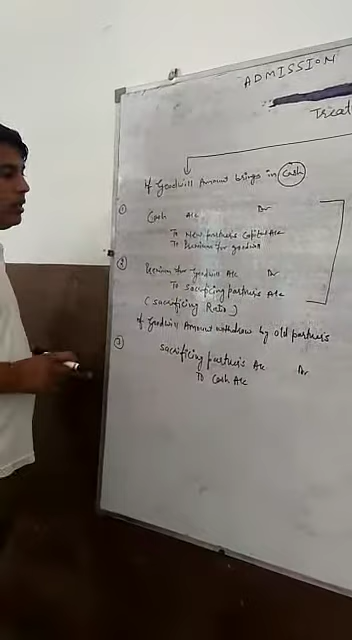 ADMISSION
Treat
If Goodwill Amount brings in cash
① Cash A/c Dr
To New partners capital A/c
To Premium for goodwill
② Premium for goodwill A/c Dr
To sacrificing partners A/c
(sacrificing Ratio)
If Goodwill Amount withdraw by old partners
③ sacrificing partners A/c Dr
To Cash A/c